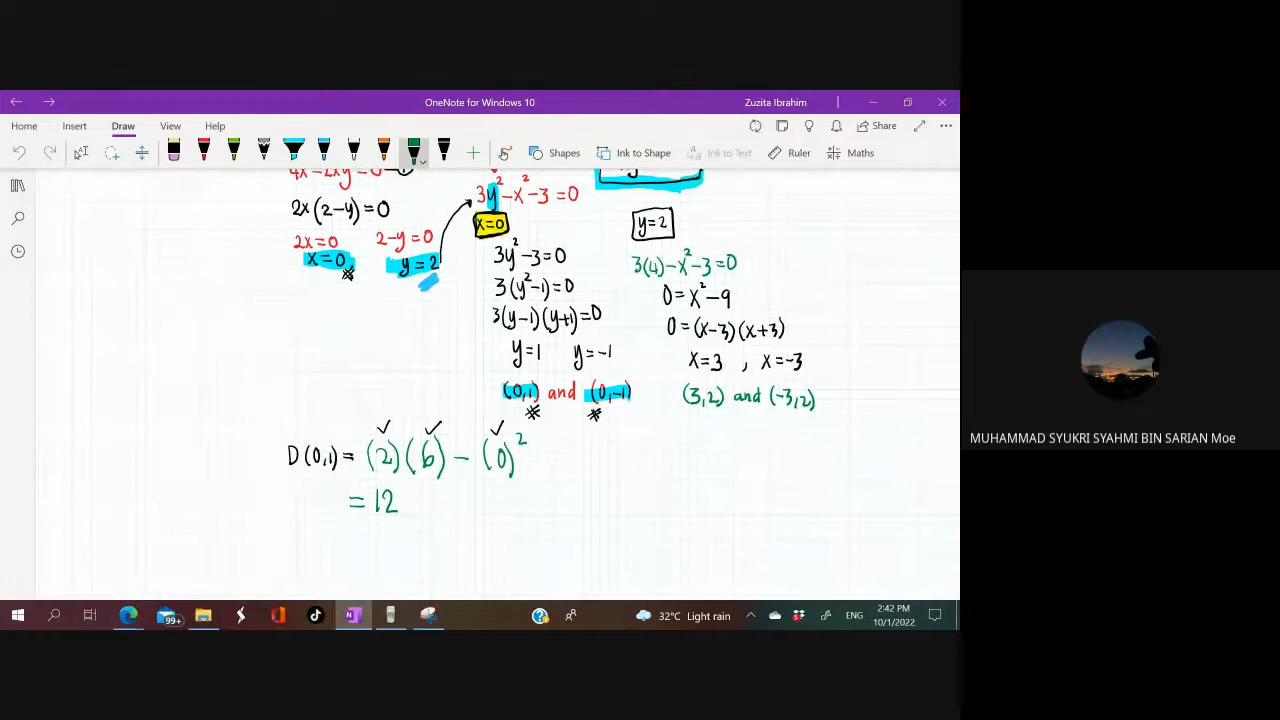 OneNote for Windows 10
Zuzita Ibrahim
Home Insert Draw View Help
Share
Shapes Ink to Shape Ink to Text Ruler Maths
4x-2xy=0
2x(2-y)=0
2x=0 2-y=0
x=0, y=2
3y²-x²-3=0
x=0
3y²-3=0
3(y²-1)=0
3(y-1)(y+1)=0
y=1 y=-1
(0,1) and (0,-1)
y=2
3(4)-x²-3=0
0=x²-9
0=(x-3)(x+3)
x=3 , x=-3
(3,2) and (-3,2)
D(0,1) = (2)(6) - (0)²
=12
MUHAMMAD SYUKRI SYAHMI BIN SARIAN Moe
99+
32°C Light rain
ENG
2:42 PM
10/1/2022